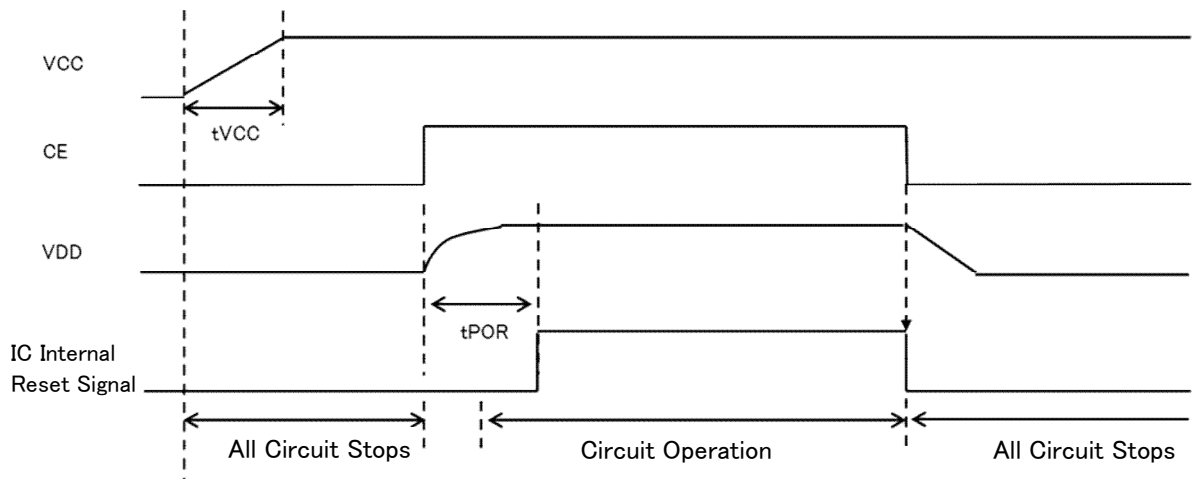 VCC
tVCC
CE
VDD
tPOR
IC Internal
Reset Signal
All Circuit Stops
Circuit Operation
All Circuit Stops